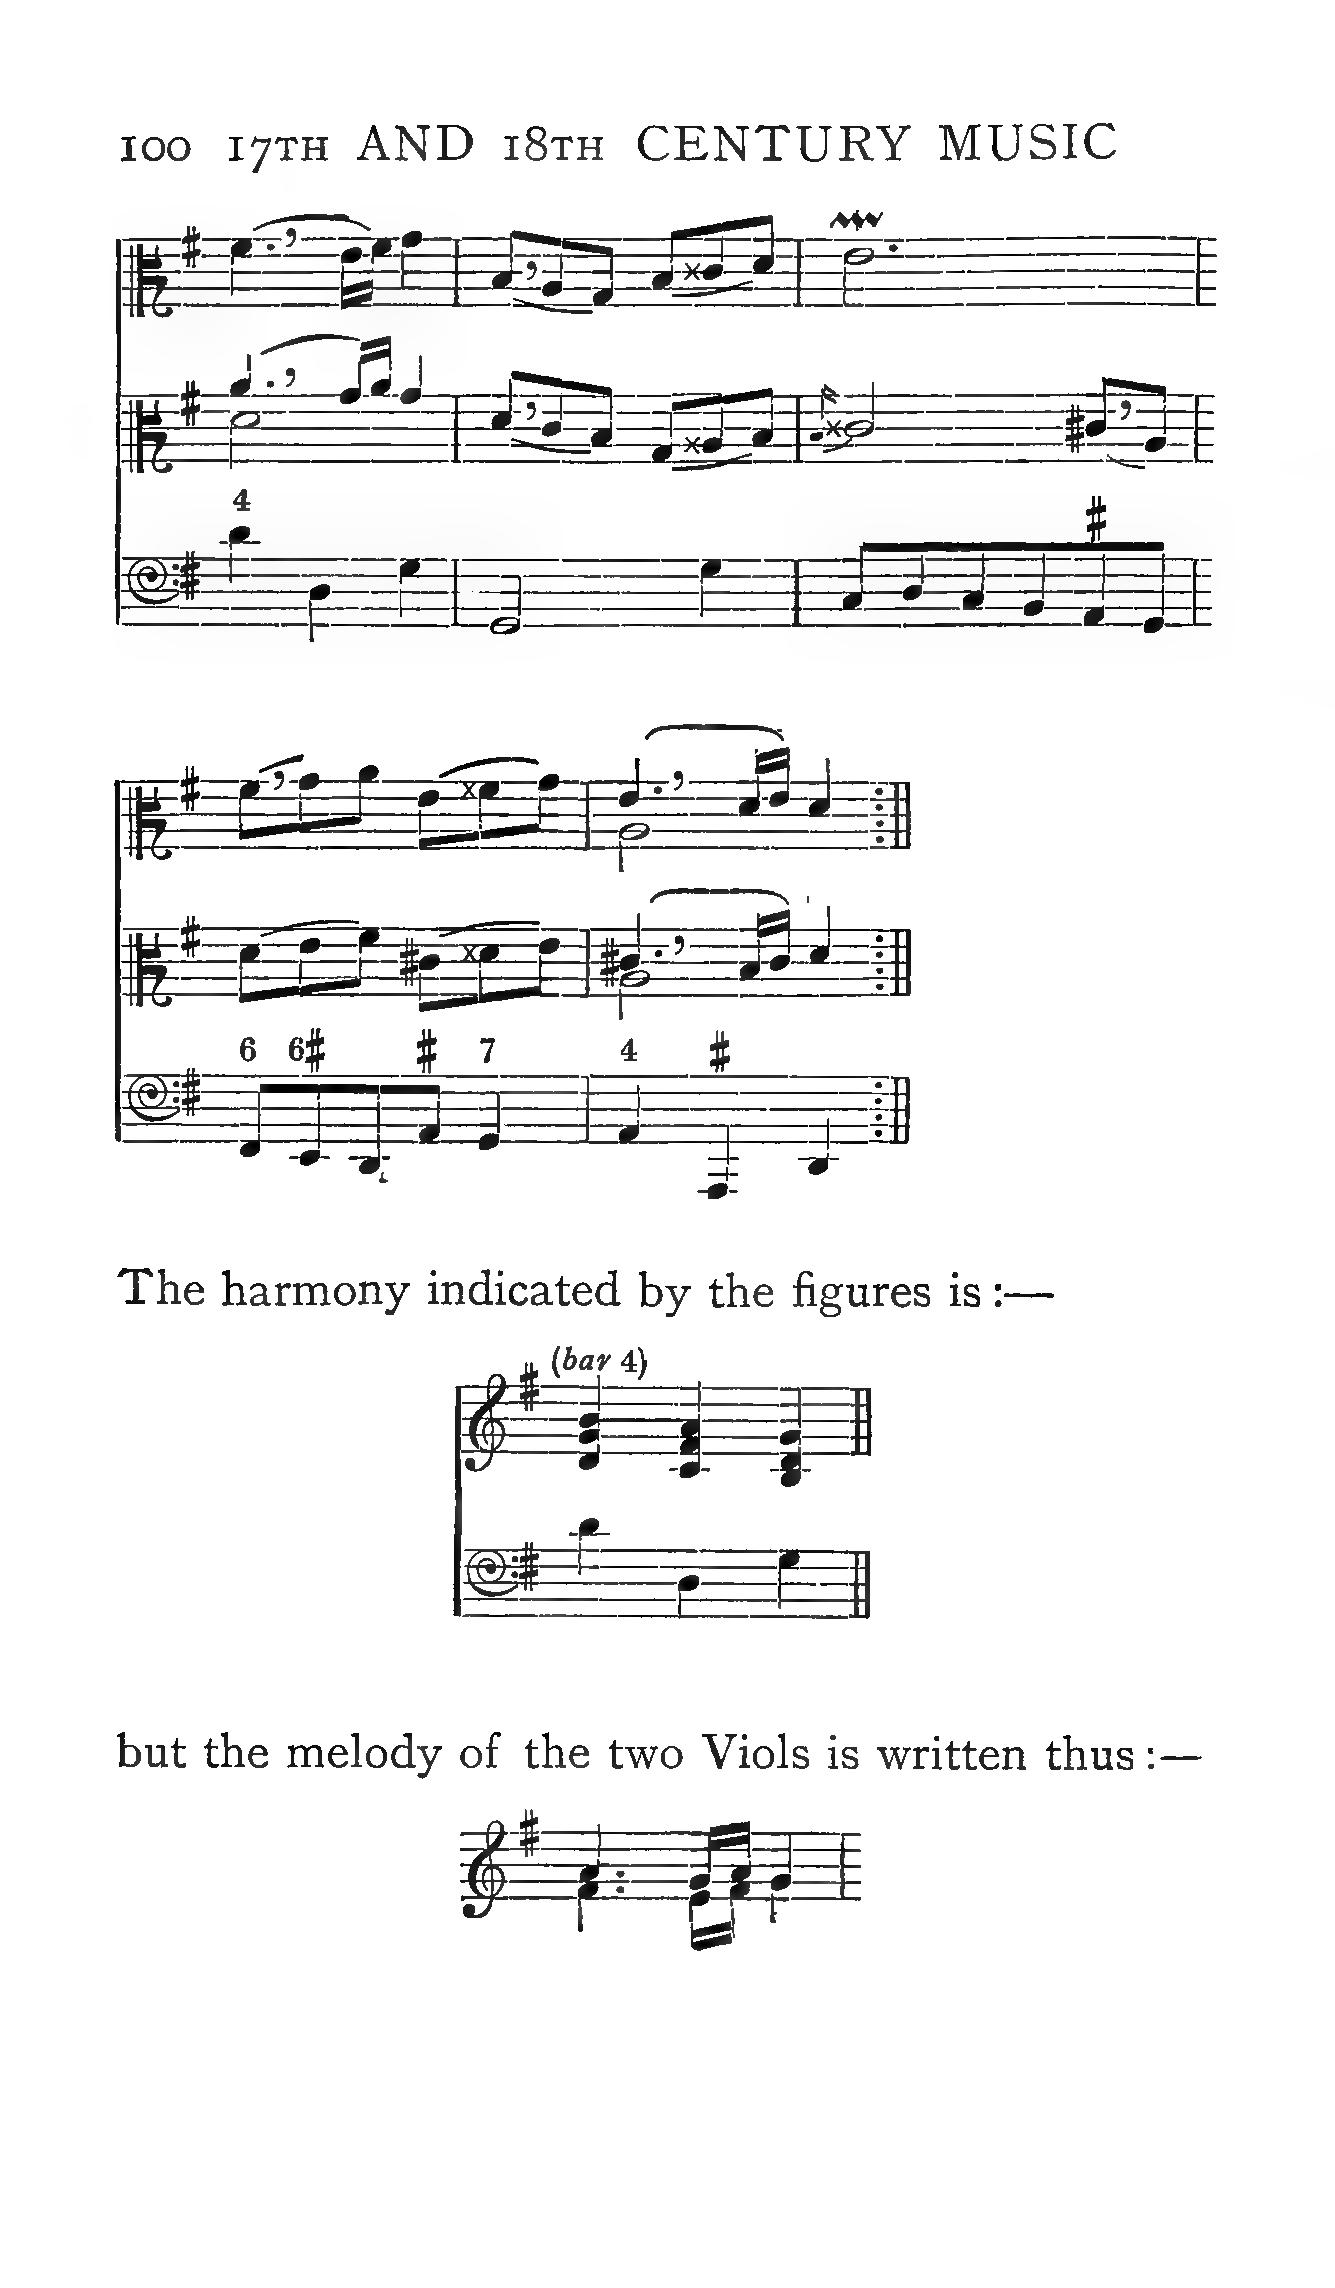 100 17TH AND 18TH CENTURY MUSIC
4
♯
6 6♯ ♯ 7 4 ♯
The harmony indicated by the figures is :—
(bar 4)
but the melody of the two Viols is written thus :—